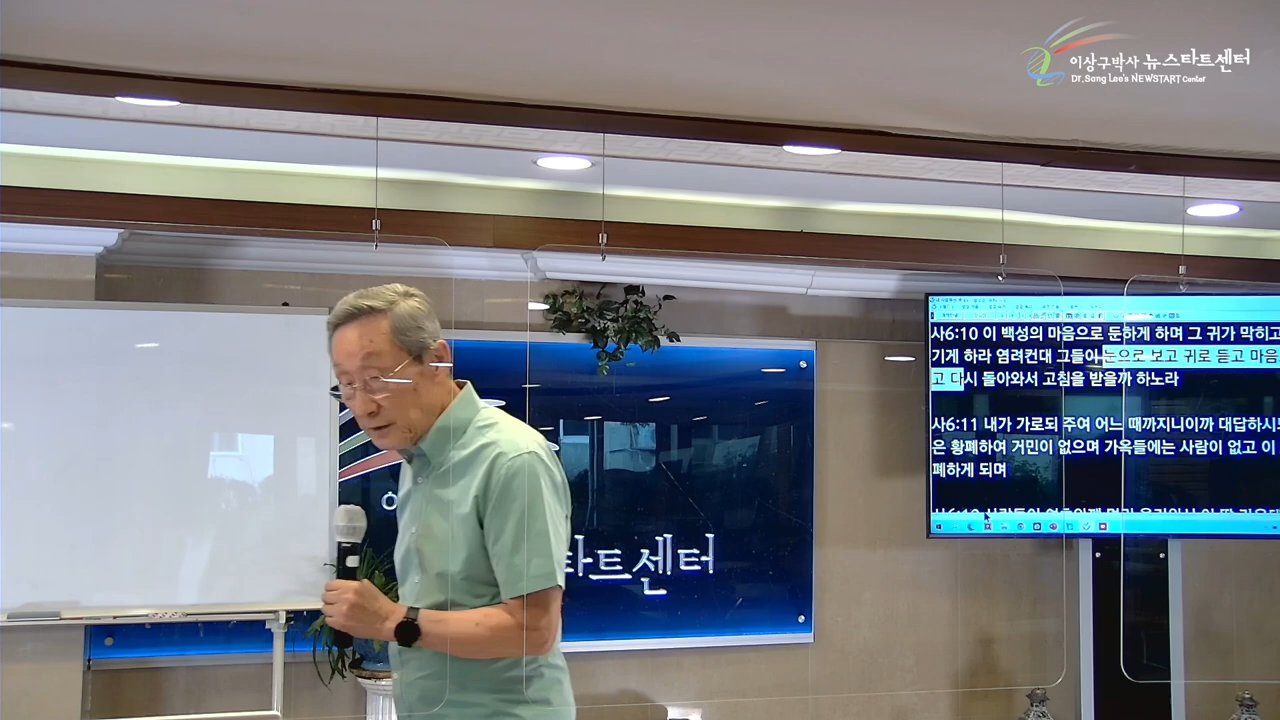 이상구박사 뉴스타트센터
Dr. Sang Lee's NEWSTART Center
사6:10 이 백성의 마음으로 둔하게 하며 그 귀가 막히고
기게 하라 염려컨대 그들이 눈으로 보고 귀로 듣고 마음
고 다시 돌아와서 고침을 받을까 하노라
사6:11 내가 가로되 주여 어느 때까지니이까 대답하시되
은 황폐하여 거민이 없으며 가옥들에는 사람이 없고 이
폐하게 되며
타트센터